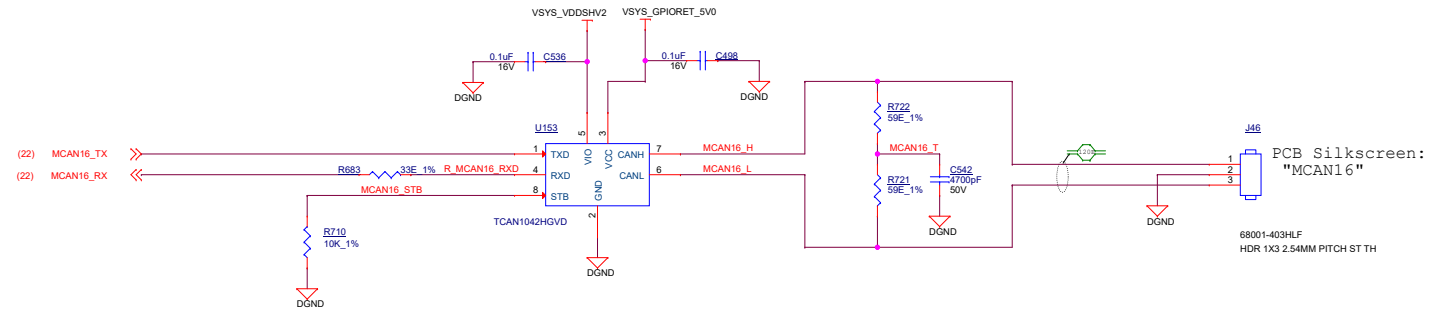 VSYS_VDDSHV2
VSYS_GPIORET_5V0
0.1uF
C536
16V
0.1uF
C498
16V
DGND
DGND
U153
5
3
VIO
VCC
(22) MCAN16_TX
1
TXD
CANH
7
MCAN16_H
(22) MCAN16_RX
R683
33E_1%
R_MCAN16_RXD
4
RXD
CANL
6
MCAN16_L
MCAN16_STB
8
STB
GND
2
TCAN1042HGVD
R710
10K_1%
DGND
DGND
R722
59E_1%
MCAN16_T
R721
59E_1%
C542
4700pF
50V
DGND
J46
1
2
3
DGND
PCB Silkscreen:
"MCAN16"
68001-403HLF
HDR 1X3 2.54MM PITCH ST TH